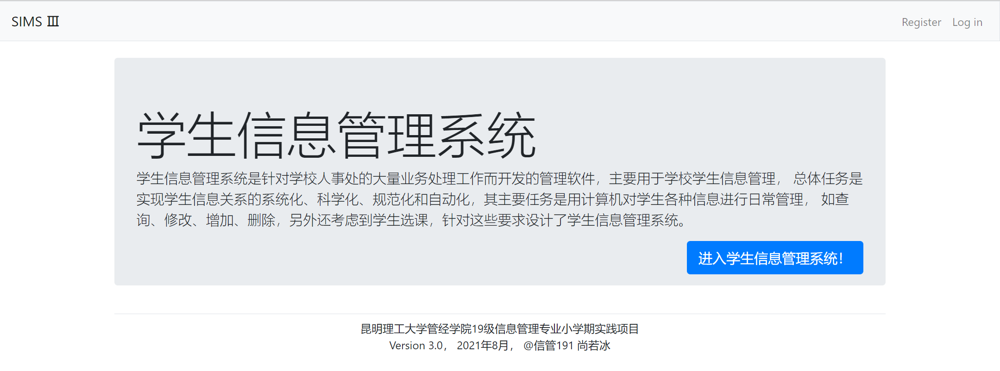 SIMS Ⅲ
Register Log in
学生信息管理系统
学生信息管理系统是针对学校人事处的大量业务处理工作而开发的管理软件，主要用于学校学生信息管理， 总体任务是
实现学生信息关系的系统化、科学化、规范化和自动化，其主要任务是用计算机对学生各种信息进行日常管理， 如查
询、修改、增加、删除，另外还考虑到学生选课，针对这些要求设计了学生信息管理系统。
进入学生信息管理系统！
昆明理工大学管经学院19级信息管理专业小学期实践项目
Version 3.0， 2021年8月， @信管191 尚若冰